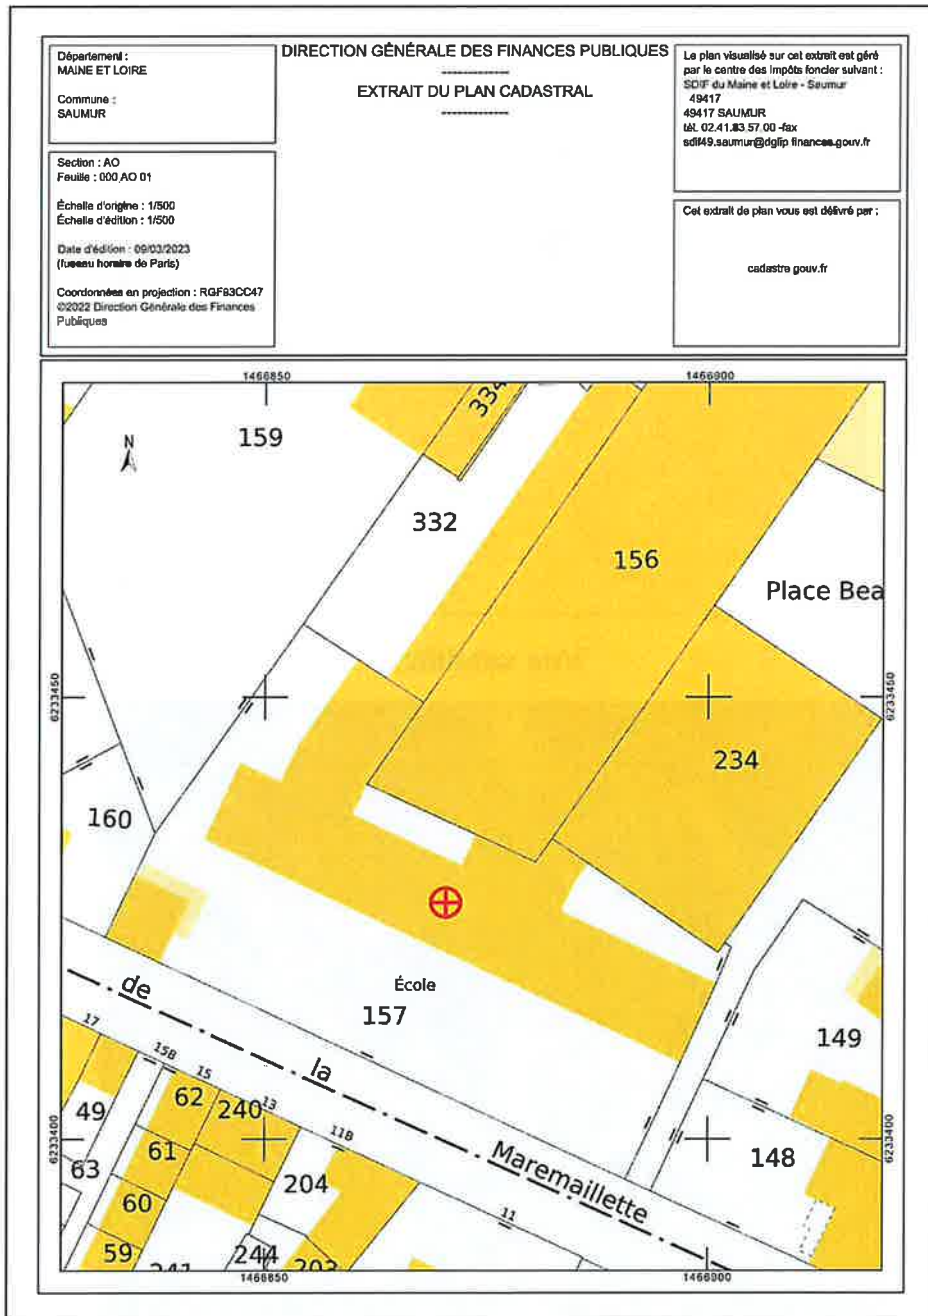 Département :
MAINE ET LOIRE
Commune :
SAUMUR
Section : AO
Feuille : 000 AO 01
Échelle d'origine : 1/500
Échelle d'édition : 1/500
Date d'édition : 09/03/2023
(fuseau horaire de Paris)
Coordonnées en projection : RGF93CC47
©2022 Direction Générale des Finances
Publiques
DIRECTION GÉNÉRALE DES FINANCES PUBLIQUES
-------------
EXTRAIT DU PLAN CADASTRAL
-------------
Le plan visualisé sur cet extrait est géré
par le centre des impôts foncier suivant :
SDIF du Maine et Loire - Saumur
49417
49417 SAUMUR
tél. 02.41.83.57.00 -fax
sdif49.saumur@dgfip.finances.gouv.fr
Cet extrait de plan vous est délivré par :
cadastre.gouv.fr
1466850
1466900
N
159
334
332
156
Place Bea
6233450
6233450
234
160
École
157
de
la
Maremaillette
149
148
17
15B
15
13
11B
11
6233400
6233400
49
62
240
63
61
204
60
59
241
244
203
1466850
1466900